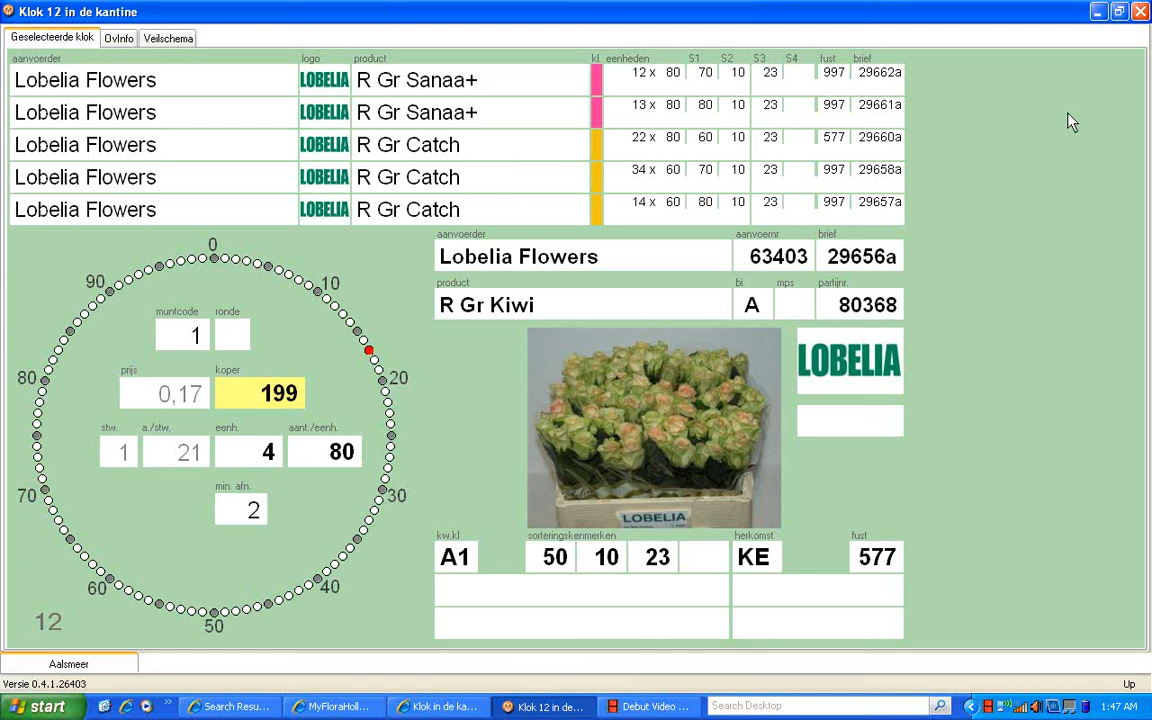 Klok 12 in de kantine
Geselecteerde klok OvInfo Veilschema
aanvoerder logo product kl. eenheden S1 S2 S3 S4 fust brief
Lobelia Flowers LOBELIA R Gr Sanaa+ 12 x 80 70 10 23 997 29662a
Lobelia Flowers LOBELIA R Gr Sanaa+ 13 x 80 80 10 23 997 29661a
Lobelia Flowers LOBELIA R Gr Catch 22 x 80 60 10 23 577 29660a
Lobelia Flowers LOBELIA R Gr Catch 34 x 60 70 10 23 997 29658a
Lobelia Flowers LOBELIA R Gr Catch 14 x 60 80 10 23 997 29657a
aanvoerder aanvoernr. brief
Lobelia Flowers 63403 29656a
product bi mps partijnr.
R Gr Kiwi A 80368
LOBELIA
LOBELIA
kw.kl sorteringskenmerken herkomst fust
A1 50 10 23 KE 577
0
90 10
muntcode ronde
1
prijs koper
80 20
0,17 199
stw. a./stw. eenh. aant./eenh.
1 21 4 80
min. afn.
70 30
2
60 40
12 50
Aalsmeer
Versie 0.4.1.26403 Up
start Search Resu... MyFloraHoll... Klok in de ka... Klok 12 in de... Debut Video ... Search Desktop 1:47 AM